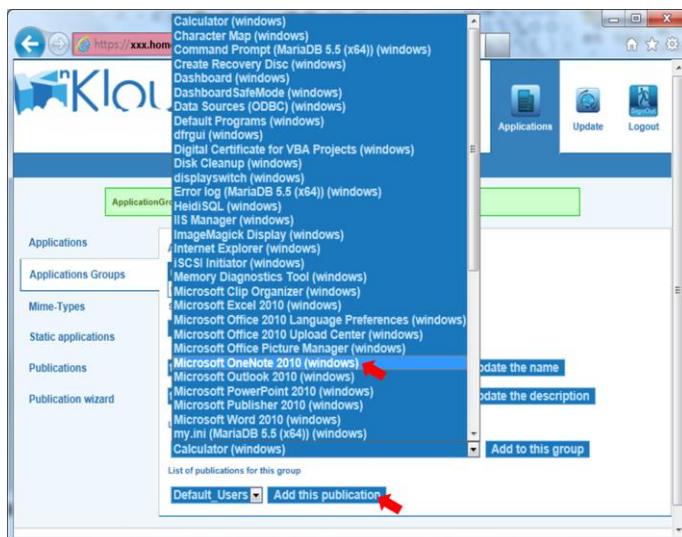 https://xxx.hom
nKlou
Applications
Update
SignOut
Logout
ApplicationGr
Applications
Applications Groups
Mime-Types
Static applications
Publications
Publication wizard
Calculator (windows)
Character Map (windows)
Command Prompt (MariaDB 5.5 (x64)) (windows)
Create Recovery Disc (windows)
Dashboard (windows)
DashboardSafeMode (windows)
Data Sources (ODBC) (windows)
Default Programs (windows)
dfrgui (windows)
Digital Certificate for VBA Projects (windows)
Disk Cleanup (windows)
displayswitch (windows)
Error log (MariaDB 5.5 (x64)) (windows)
HeidiSQL (windows)
IIS Manager (windows)
ImageMagick Display (windows)
Internet Explorer (windows)
iSCSI Initiator (windows)
Memory Diagnostics Tool (windows)
Microsoft Clip Organizer (windows)
Microsoft Excel 2010 (windows)
Microsoft Office 2010 Language Preferences (windows)
Microsoft Office 2010 Upload Center (windows)
Microsoft Office Picture Manager (windows)
Microsoft OneNote 2010 (windows)
Microsoft Outlook 2010 (windows)
Microsoft PowerPoint 2010 (windows)
Microsoft Publisher 2010 (windows)
Microsoft Word 2010 (windows)
my.ini (MariaDB 5.5 (x64)) (windows)
pdate the name
pdate the description
Calculator (windows)
Add to this group
List of publications for this group
Default_Users
Add this publication